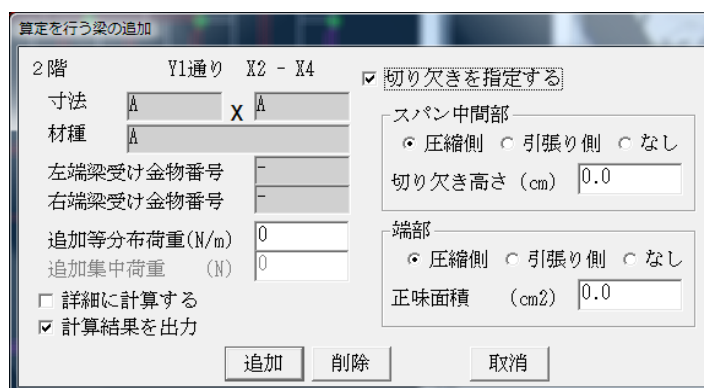 算定を行う梁の追加
2階 Y1通り X2 - X4
寸法 A X A
材種 A
左端梁受け金物番号 -
右端梁受け金物番号 -
追加等分布荷重(N/m) 0
追加集中荷重 (N) 0
詳細に計算する
計算結果を出力
切り欠きを指定する
スパン中間部
圧縮側 引張り側 なし
切り欠き高さ (cm) 0.0
端部
圧縮側 引張り側 なし
正味面積 (cm2) 0.0
追加 削除 取消